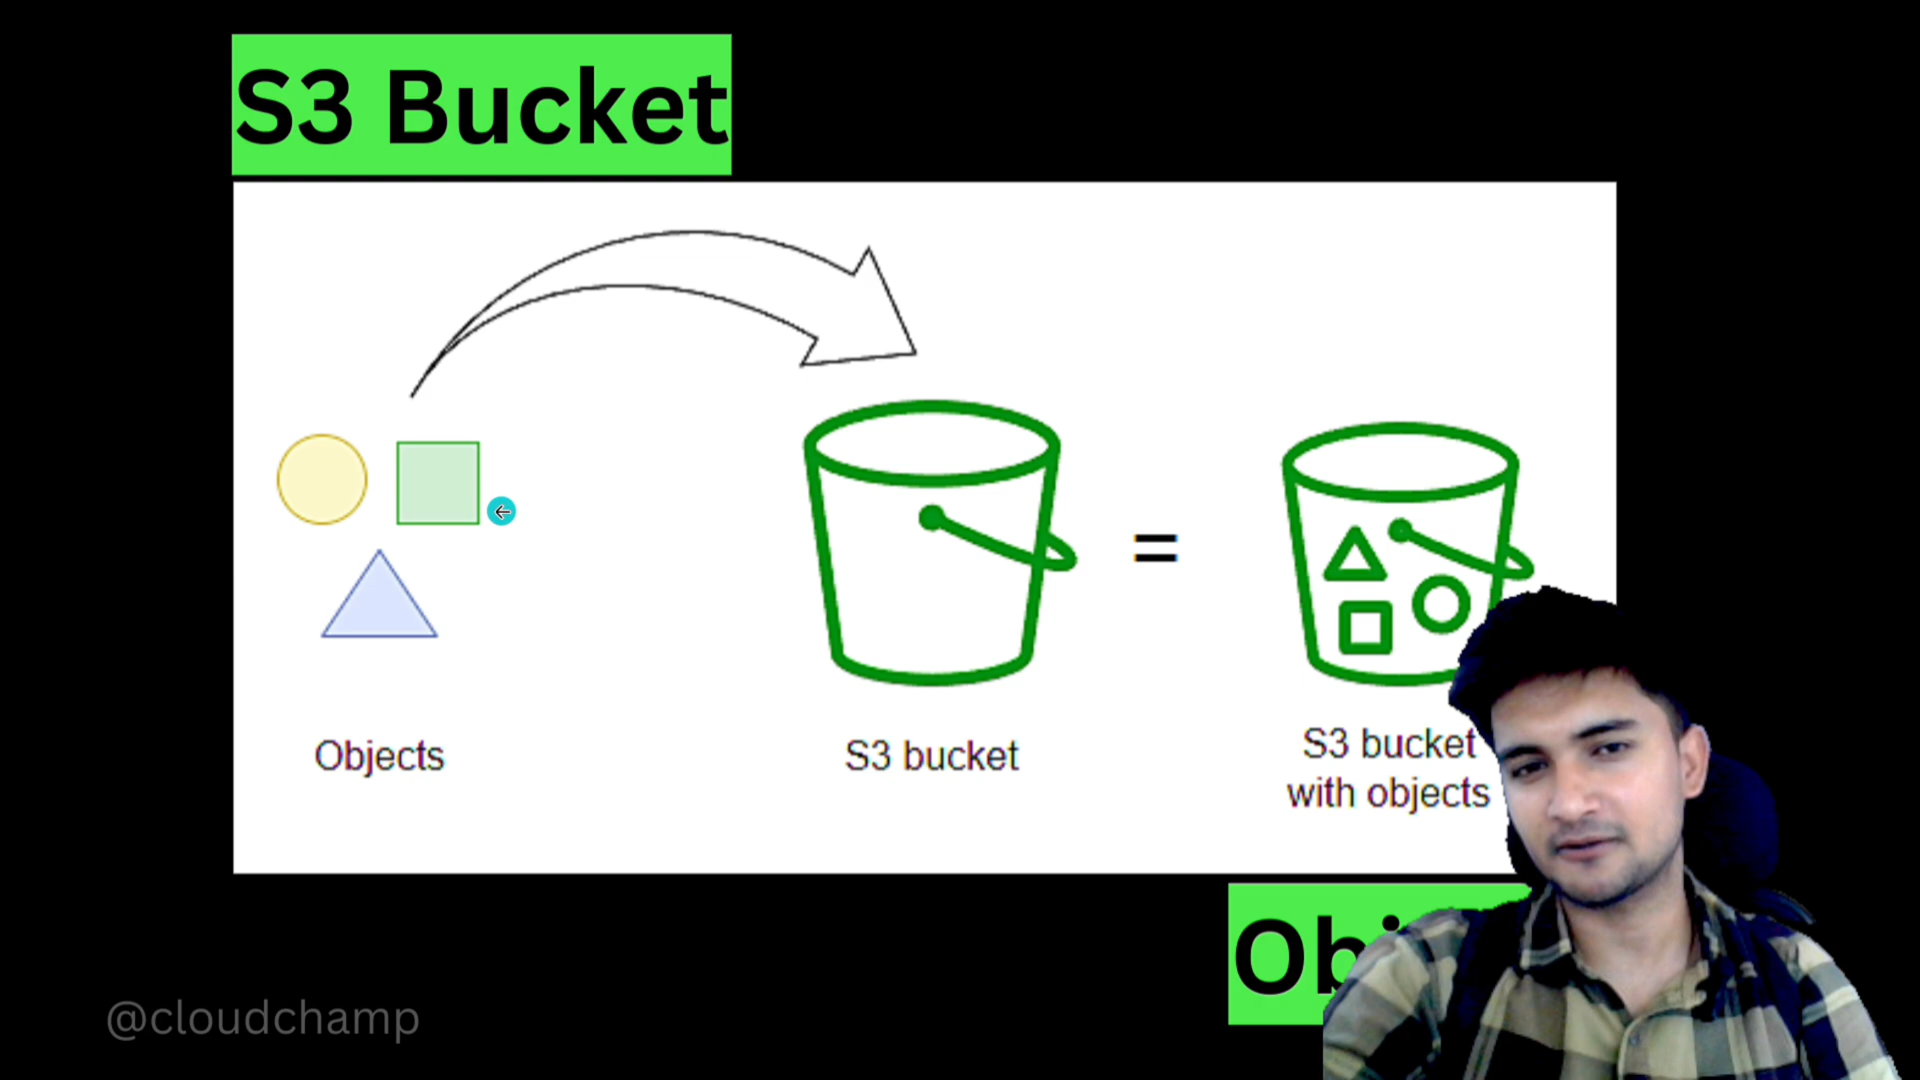 S3 Bucket
=
Objects
S3 bucket
S3 bucket
with objects
@cloudchamp